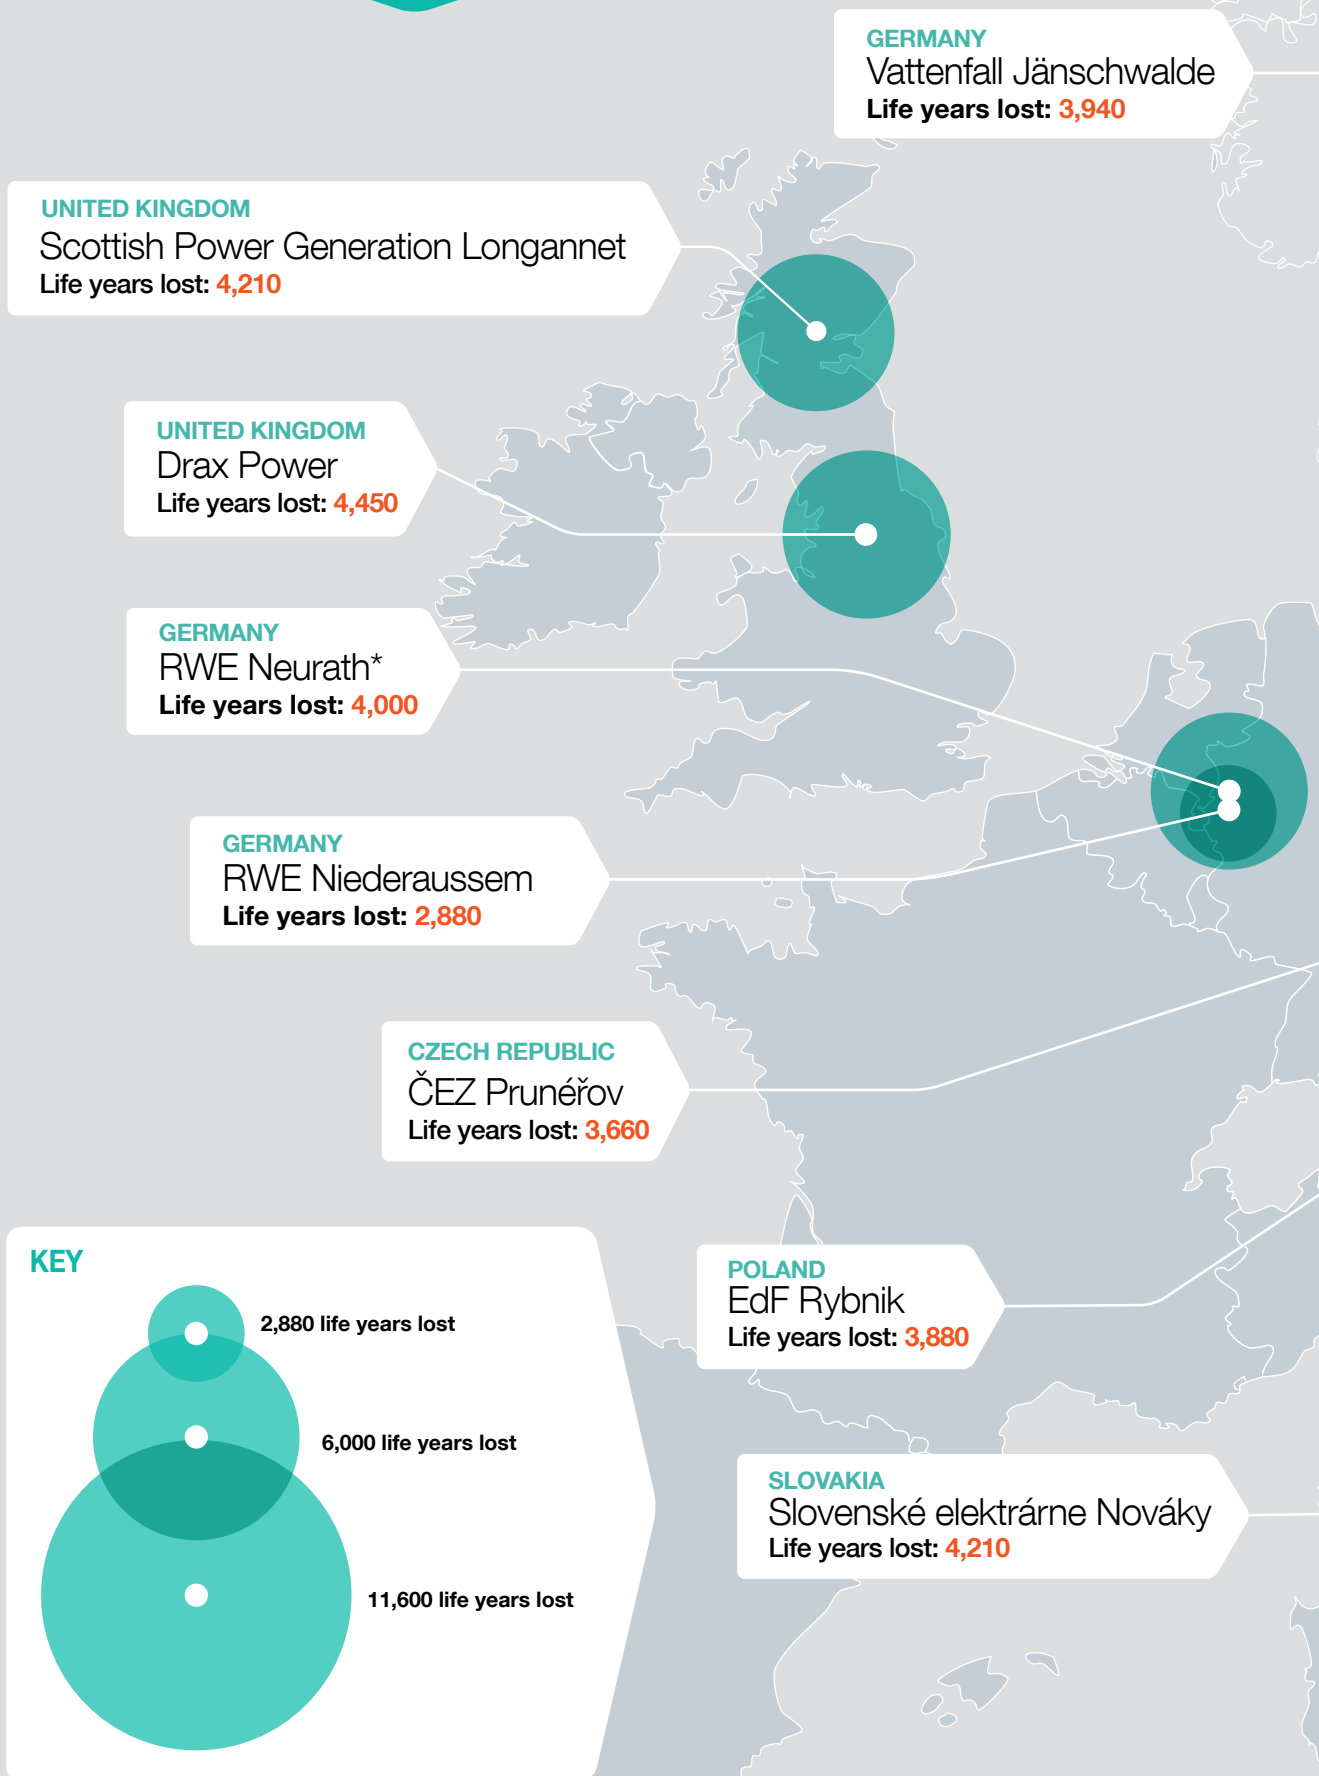 GERMANY
Vattenfall Jänschwalde
Life years lost: 3,940
UNITED KINGDOM
Scottish Power Generation Longannet
Life years lost: 4,210
UNITED KINGDOM
Drax Power
Life years lost: 4,450
GERMANY
RWE Neurath*
Life years lost: 4,000
GERMANY
RWE Niederaussem
Life years lost: 2,880
CZECH REPUBLIC
ČEZ Prunéřov
Life years lost: 3,660
POLAND
EdF Rybnik
Life years lost: 3,880
SLOVAKIA
Slovenské elektrárne Nováky
Life years lost: 4,210
KEY
2,880 life years lost
6,000 life years lost
11,600 life years lost